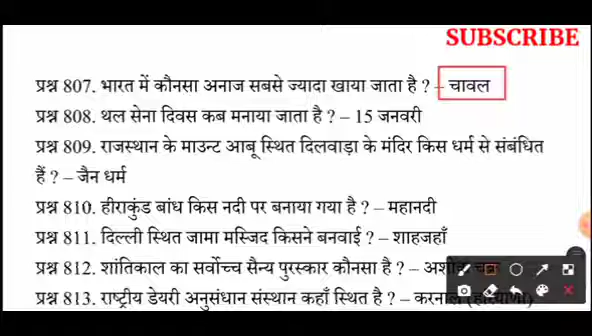 SUBSCRIBE
प्रश्न 807. भारत में कौनसा अनाज सबसे ज्यादा खाया जाता है ? – चावल
प्रश्न 808. थल सेना दिवस कब मनाया जाता है ? – 15 जनवरी
प्रश्न 809. राजस्थान के माउन्ट आबू स्थित दिलवाड़ा के मंदिर किस धर्म से संबंधित
हैं ? – जैन धर्म
प्रश्न 810. हीराकुंड बांध किस नदी पर बनाया गया है ? – महानदी
प्रश्न 811. दिल्ली स्थित जामा मस्जिद किसने बनवाई ? – शाहजहाँ
प्रश्न 812. शांतिकाल का सर्वोच्च सैन्य पुरस्कार कौनसा है ? –
प्रश्न 813. राष्ट्रीय डेयरी अनुसंधान संस्थान कहाँ स्थित है ? – करनाल (हरियाणा)